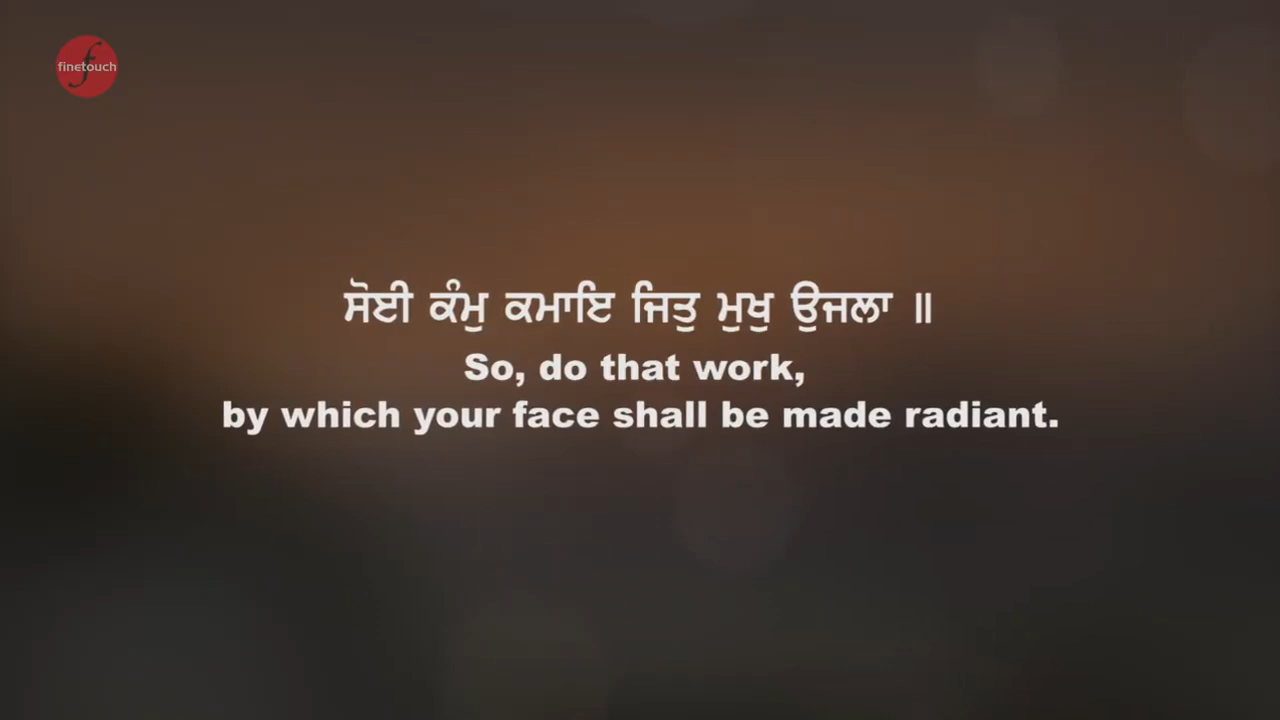 finetouch
ਸੋਈ ਕੰਮੁ ਕਮਾਇ ਜਿਤੁ ਮੁਖੁ ਉਜਲਾ ॥
So, do that work,
by which your face shall be made radiant.